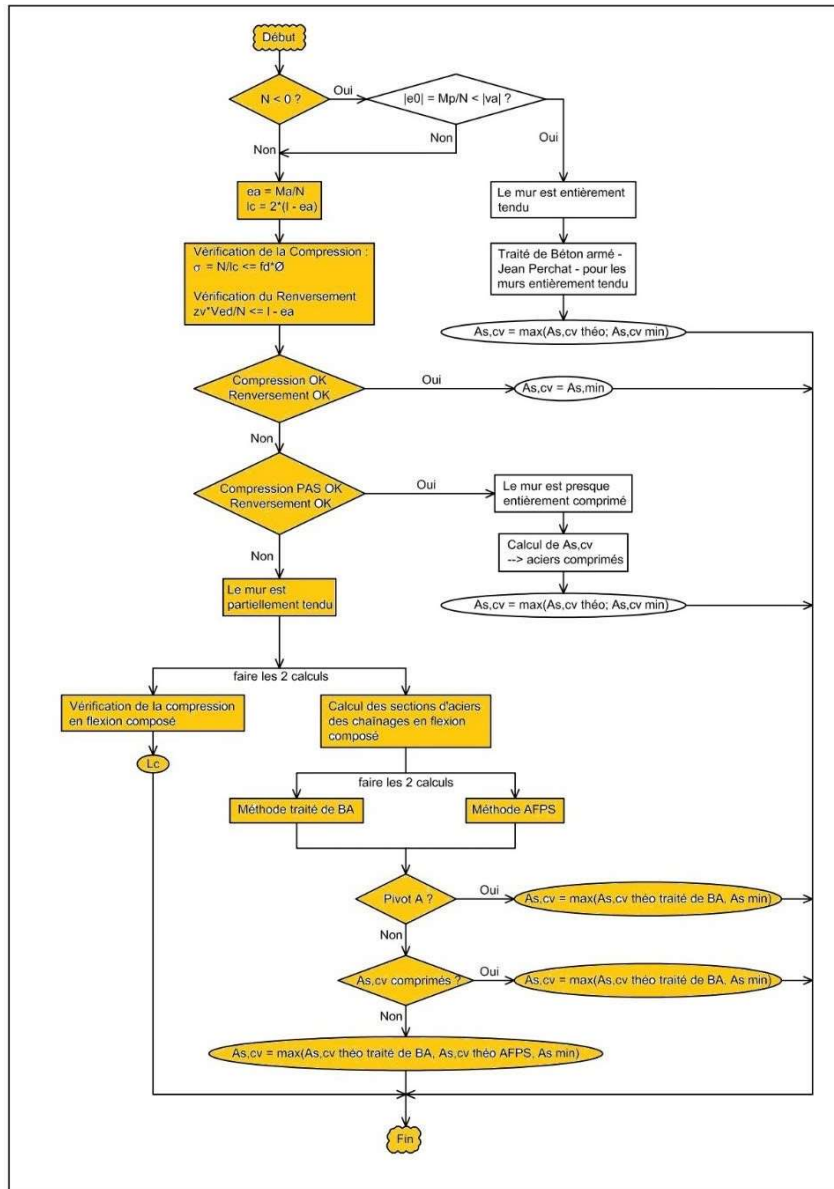 Début
N < 0 ?
Oui
|e0| = Mp/N < |va| ?
Non
Non
Oui
ea = Ma/N
lc = 2*(l - ea)
Le mur est entièrement
tendu
Vérification de la Compression :
σ = N/lc <= fd*Ø
Vérification du Renversement
zv*Ved/N <= l - ea
Traité de Béton armé -
Jean Perchat - pour les
murs entièrement tendu
As,cv = max(As,cv théo; As,cv min)
Compression OK
Renversement OK
Oui
As,cv = As,min
Non
Compression PAS OK
Renversement OK
Oui
Le mur est presque
entièrement comprimé
Non
Calcul de As,cv
--> aciers comprimés
Le mur est
partiellement tendu
As,cv = max(As,cv théo; As,cv min)
faire les 2 calculs
Vérification de la compression
en flexion composé
Calcul des sections d'aciers
des chaînages en flexion
composé
Lc
faire les 2 calculs
Méthode traité de BA
Méthode AFPS
Pivot A ?
Oui
As,cv = max(As,cv théo traité de BA, As min)
Non
As,cv comprimés ?
Oui
As,cv = max(As,cv théo traité de BA, As min)
Non
As,cv = max(As,cv théo traité de BA, As,cv théo AFPS, As min)
Fin